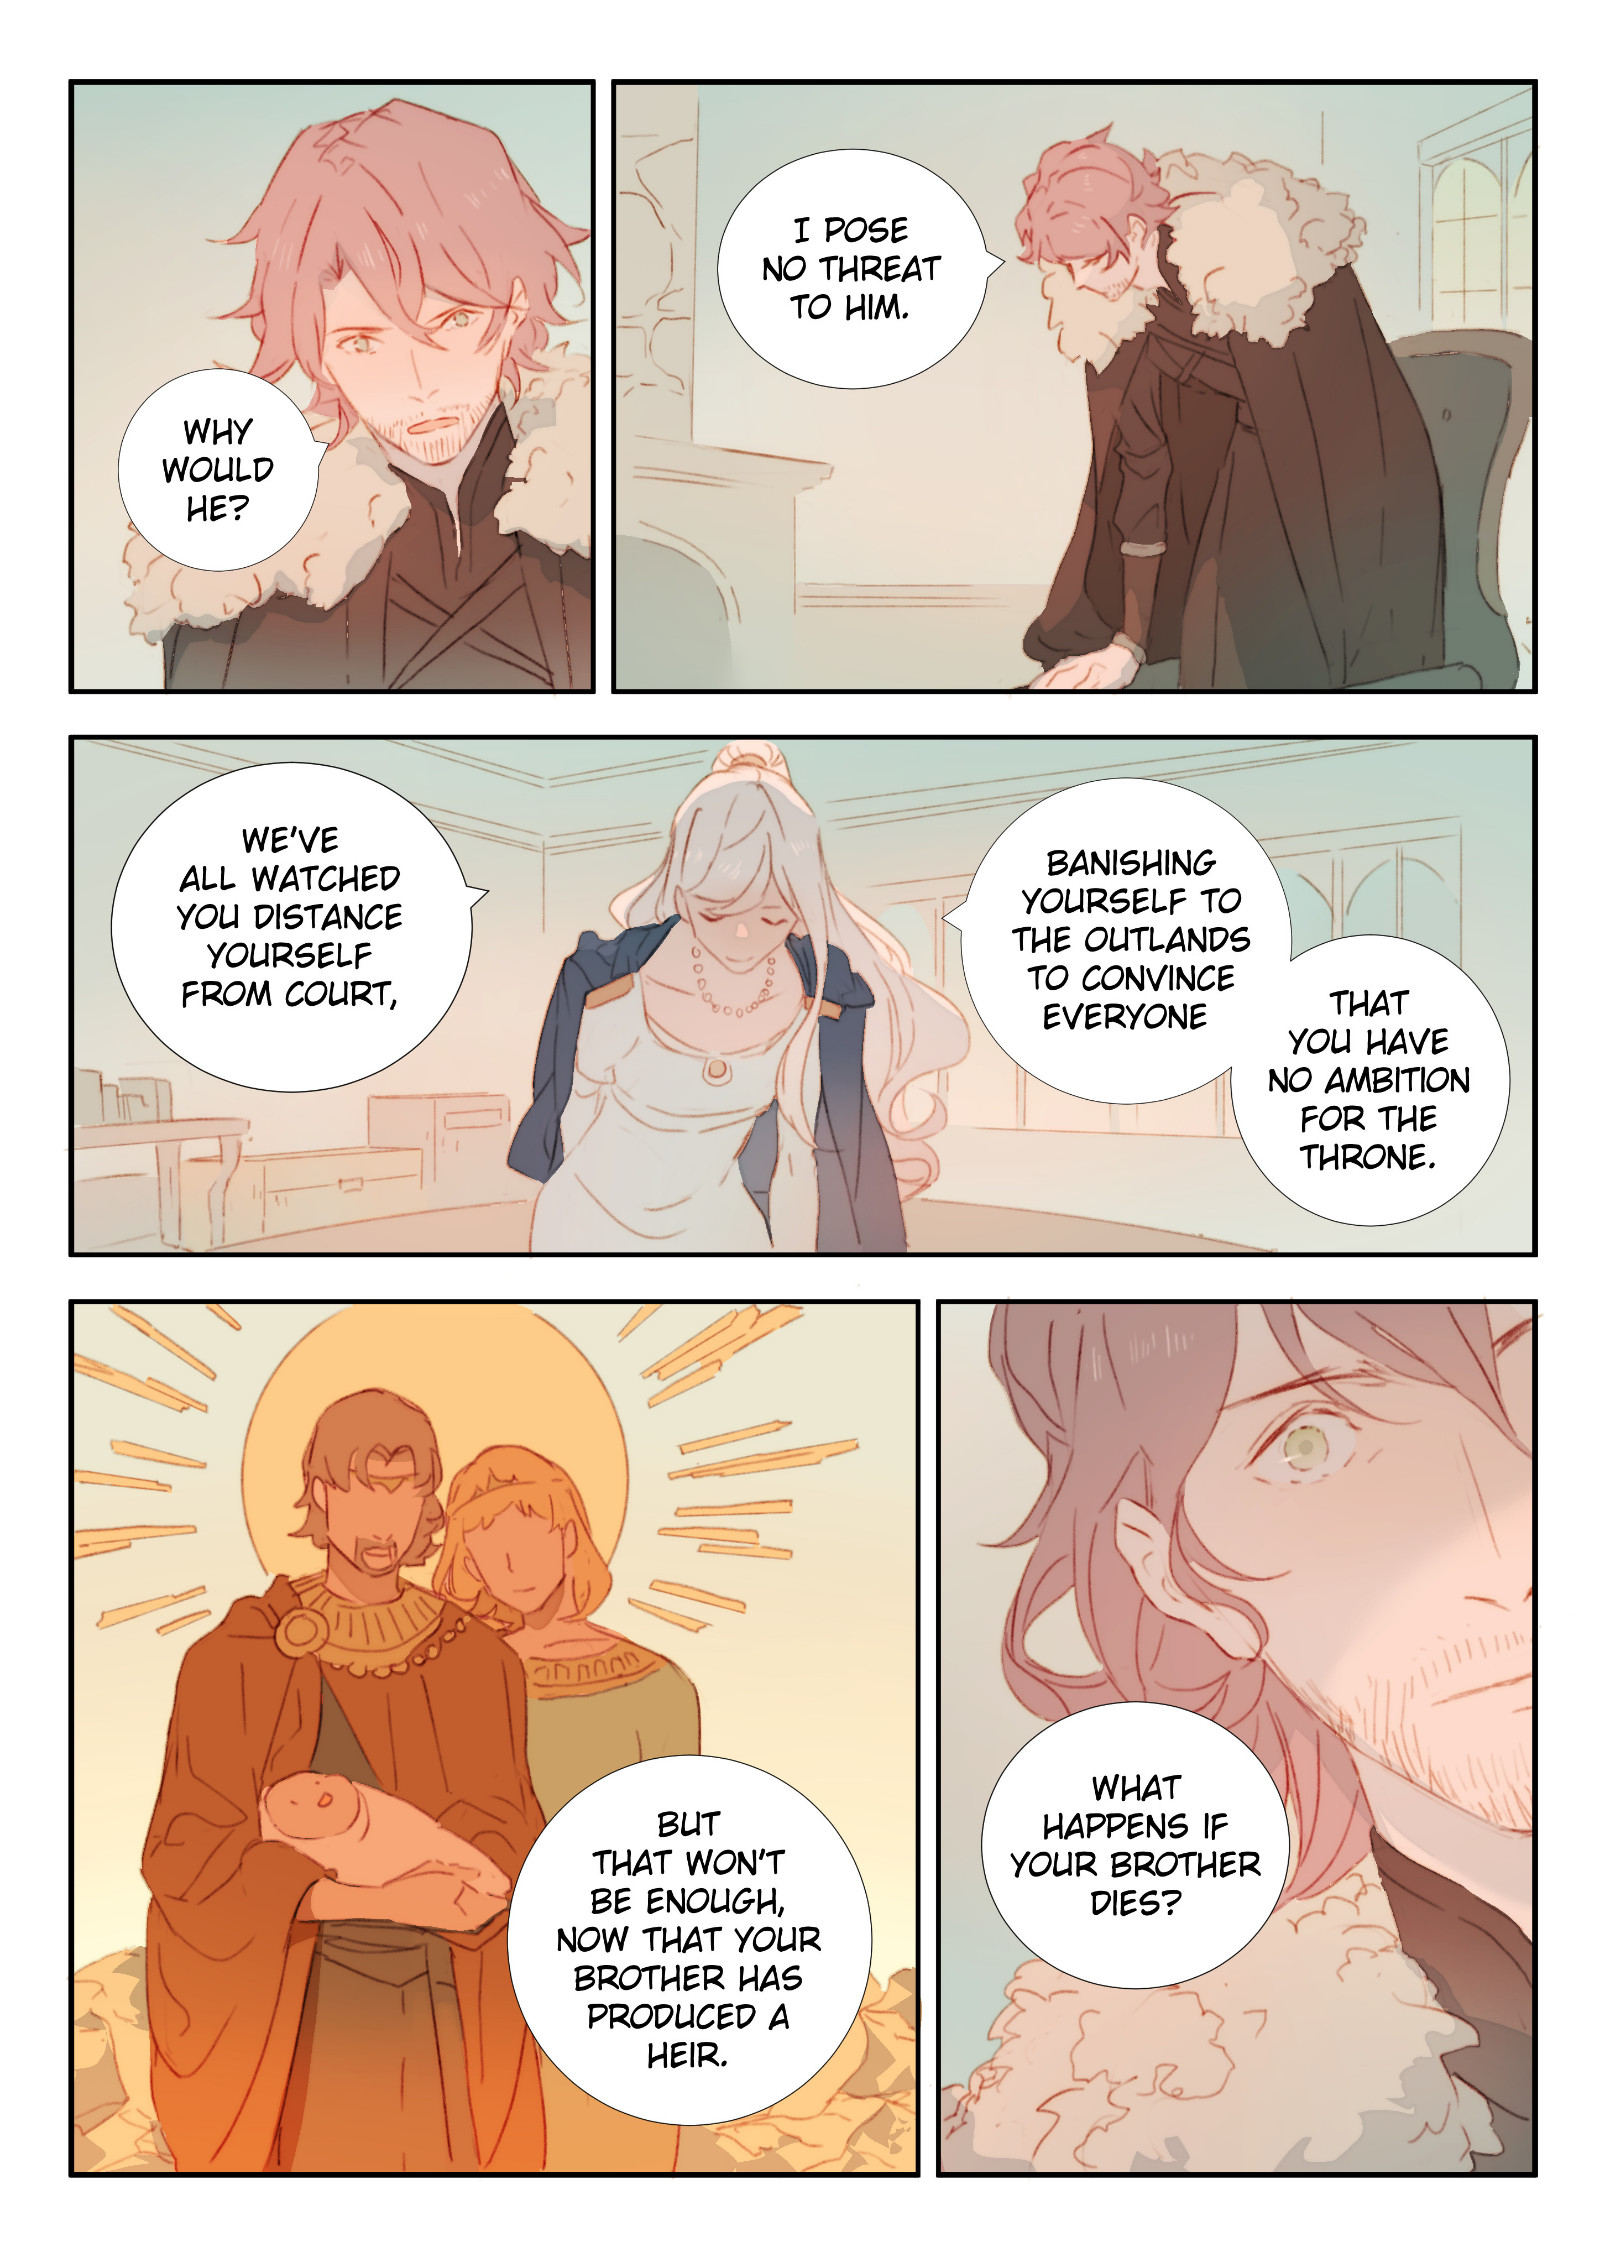 WHY
WOULD
HE?
I POSE
NO THREAT
TO HIM.
WE'VE
ALL WATCHED
YOU DISTANCE
YOURSELF
FROM COURT,
BANISHING
YOURSELF TO
THE OUTLANDS
TO CONVINCE
EVERYONE
THAT
YOU HAVE
NO AMBITION
FOR THE
THRONE.
BUT
THAT WON'T
BE ENOUGH,
NOW THAT YOUR
BROTHER HAS
PRODUCED A
HEIR.
WHAT
HAPPENS IF
YOUR BROTHER
DIES?